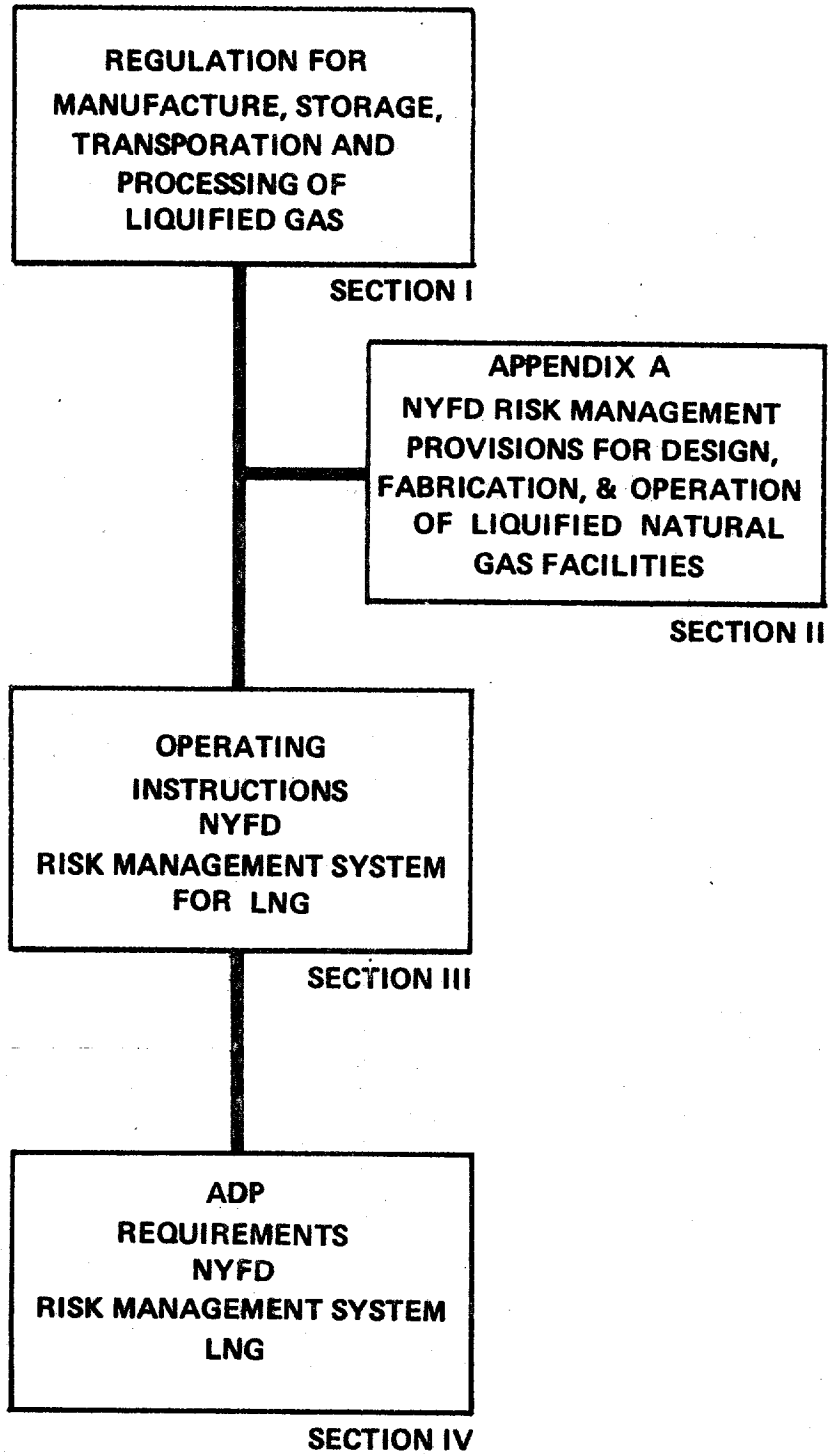 REGULATION FOR
MANUFACTURE, STORAGE,
TRANSPORATION AND
PROCESSING OF
LIQUIFIED GAS
SECTION I
APPENDIX A
NYFD RISK MANAGEMENT
PROVISIONS FOR DESIGN,
FABRICATION, & OPERATION
OF LIQUIFIED NATURAL
GAS FACILITIES
SECTION II
OPERATING
INSTRUCTIONS
NYFD
RISK MANAGEMENT SYSTEM
FOR LNG
SECTION III
ADP
REQUIREMENTS
NYFD
RISK MANAGEMENT SYSTEM
LNG
SECTION IV